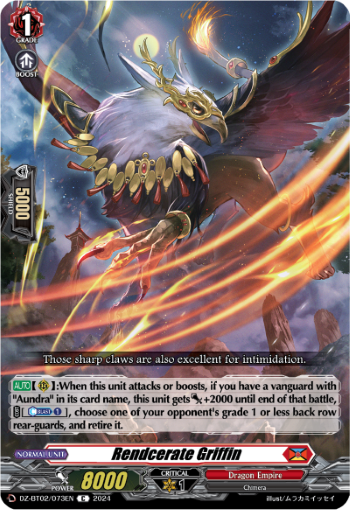 1
GRADE
BOOST
5000
SHIELD
Those sharp claws are also excellent for intimidation.
AUTO【RC】:When this unit attacks or boosts, if you have a vanguard with
"Aundra" in its card name, this unit gets +2000 until end of that battle,
COST[BLAST 1], choose one of your opponent's grade 1 or less back row
rear-guards, and retire it.
NORMAL UNIT
Rendcerate Griffin
POWER 8000
CRITICAL
1
Dragon Empire
Chimera
DZ-BT02/073EN C 2024
illust/ムラカミイッセイ